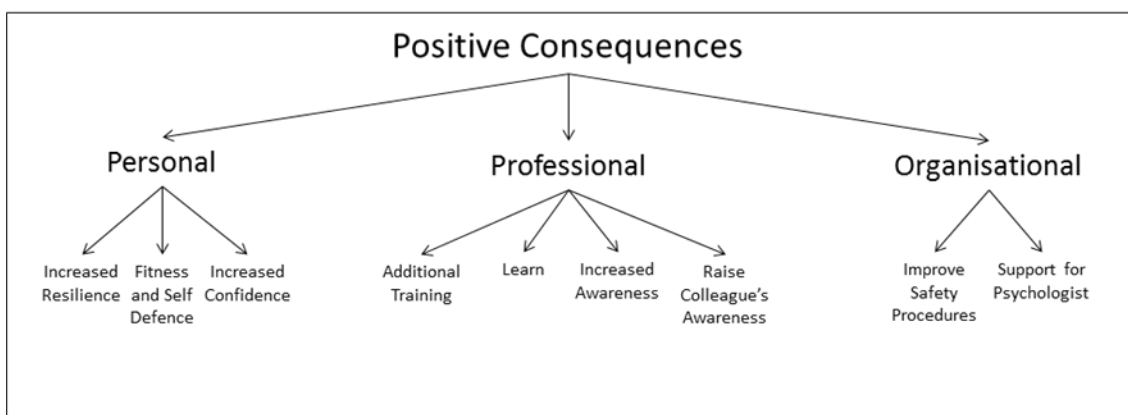 Positive Consequences
Personal
Professional
Organisational
Increased
Resilience
Fitness
and Self
Defence
Increased
Confidence
Additional
Training
Learn
Increased
Awareness
Raise
Colleague's
Awareness
Improve
Safety
Procedures
Support for
Psychologist